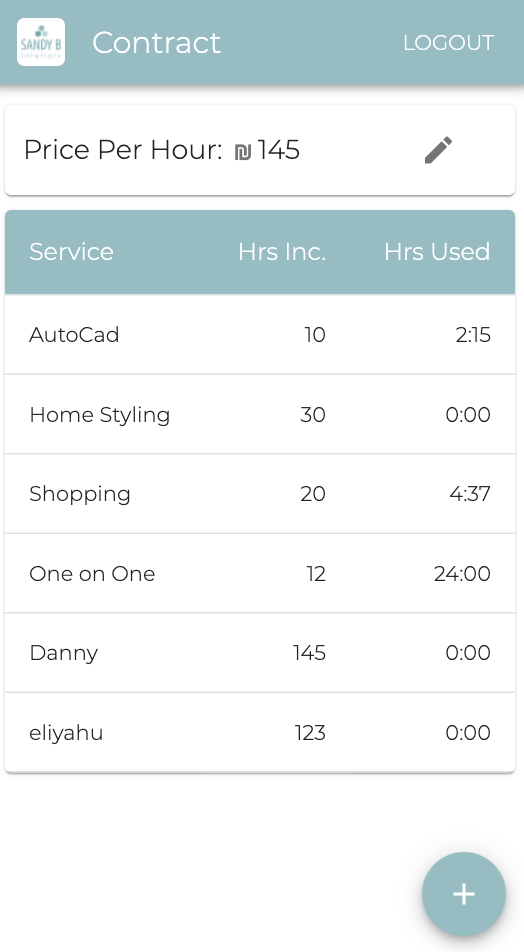 SANDY B
INTERIORS
Contract
LOGOUT
Price Per Hour: ₪ 145
Service Hrs Inc. Hrs Used
AutoCad 10 2:15
Home Styling 30 0:00
Shopping 20 4:37
One on One 12 24:00
Danny 145 0:00
eliyahu 123 0:00